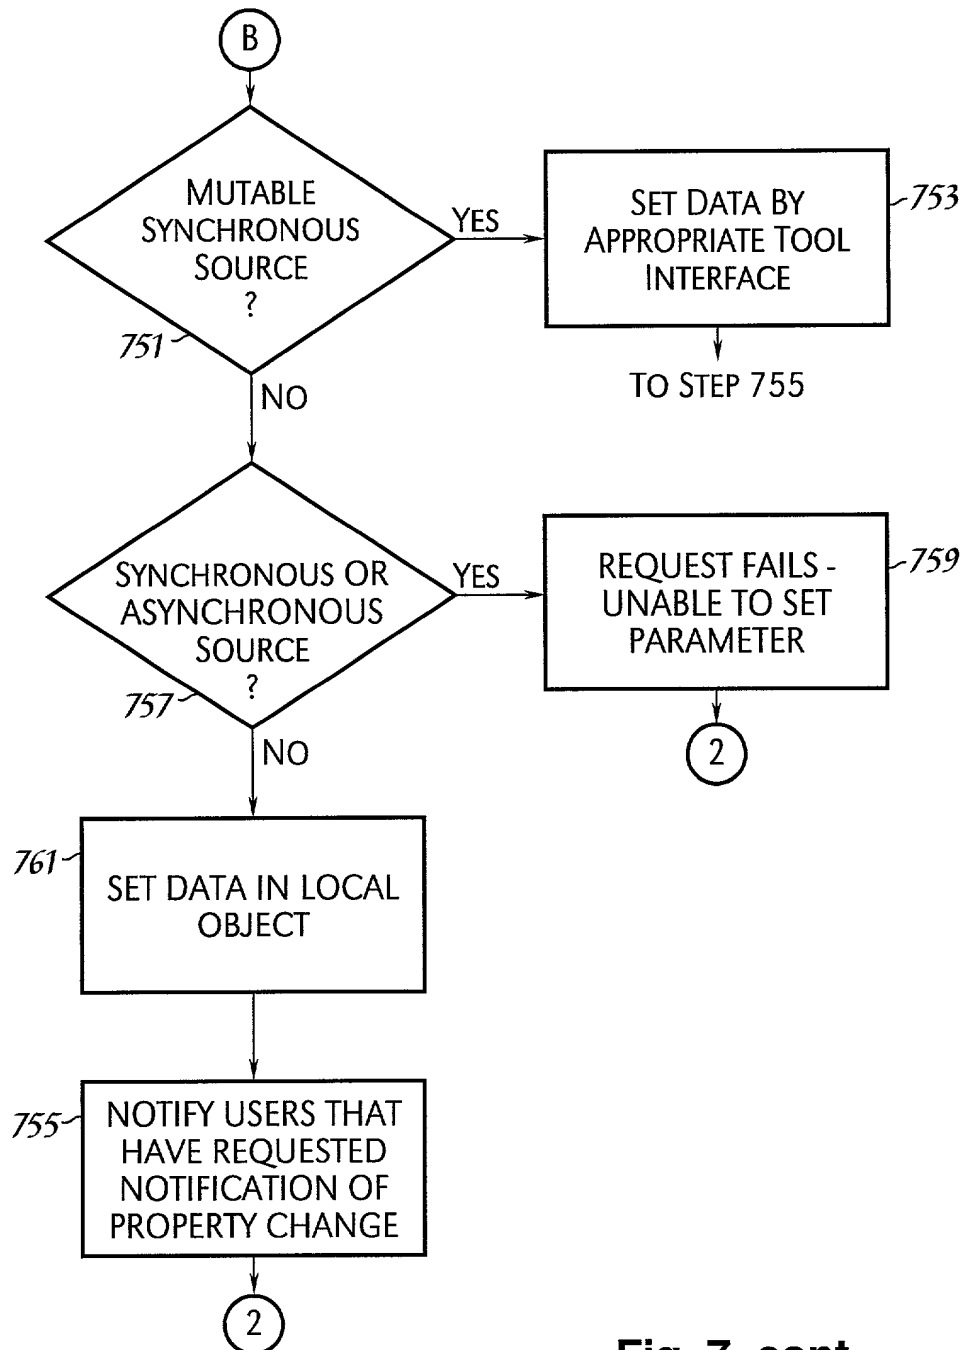 B
MUTABLE
SYNCHRONOUS
SOURCE
?
751
YES
SET DATA BY
APPROPRIATE TOOL
INTERFACE
753
TO STEP 755
NO
SYNCHRONOUS OR
ASYNCHRONOUS
SOURCE
?
757
YES
REQUEST FAILS -
UNABLE TO SET
PARAMETER
759
2
NO
761
SET DATA IN LOCAL
OBJECT
755
NOTIFY USERS THAT
HAVE REQUESTED
NOTIFICATION OF
PROPERTY CHANGE
2
Fig. 7, cont.